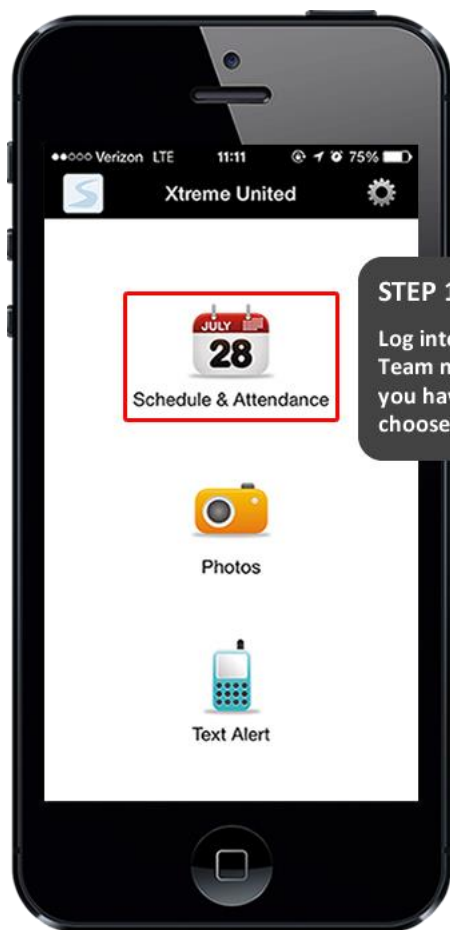 Verizon LTE 11:11 75%
Xtreme United
JULY
28
Schedule & Attendance
STEP 1
Log into
Team
you
choose
Photos
Text Alert